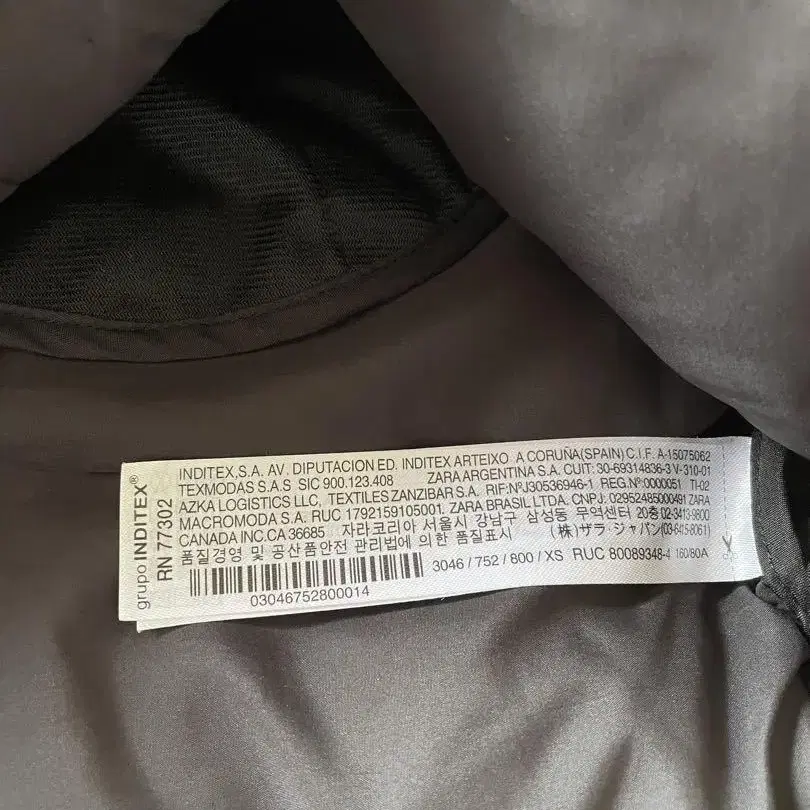 grupo INDITEX®
RN 77302
INDITEX,S.A. AV. DIPUTACION ED. INDITEX ARTEIXO. A CORUÑA(SPAIN) C.I.F. A-15075062
TEXMODAS S.A.S SIC 900.123.408 ZARA ARGENTINA S.A. CUIT: 30-69314836-3 V-310-01
AZKA LOGISTICS LLC, TEXTILES ZANZIBAR S.A. RIF:NºJ30536946-1 REG.Nº:0000051 TI-02
MACROMODA S.A. RUC 1792159105001. ZARA BRASIL LTDA. CNPJ. 02952485000491 ZARA
CANADA INC.CA 36685 자라코리아 서울시 강남구 삼성동 무역센터 20층 02-3413-9800
품질경영 및 공산품안전 관리법에 의한 품질표시 (株)ザラ・ジャパン(03-6415-8061)
3046 / 752 / 800 / XS RUC 80089348-4 160/80A
03046752800014